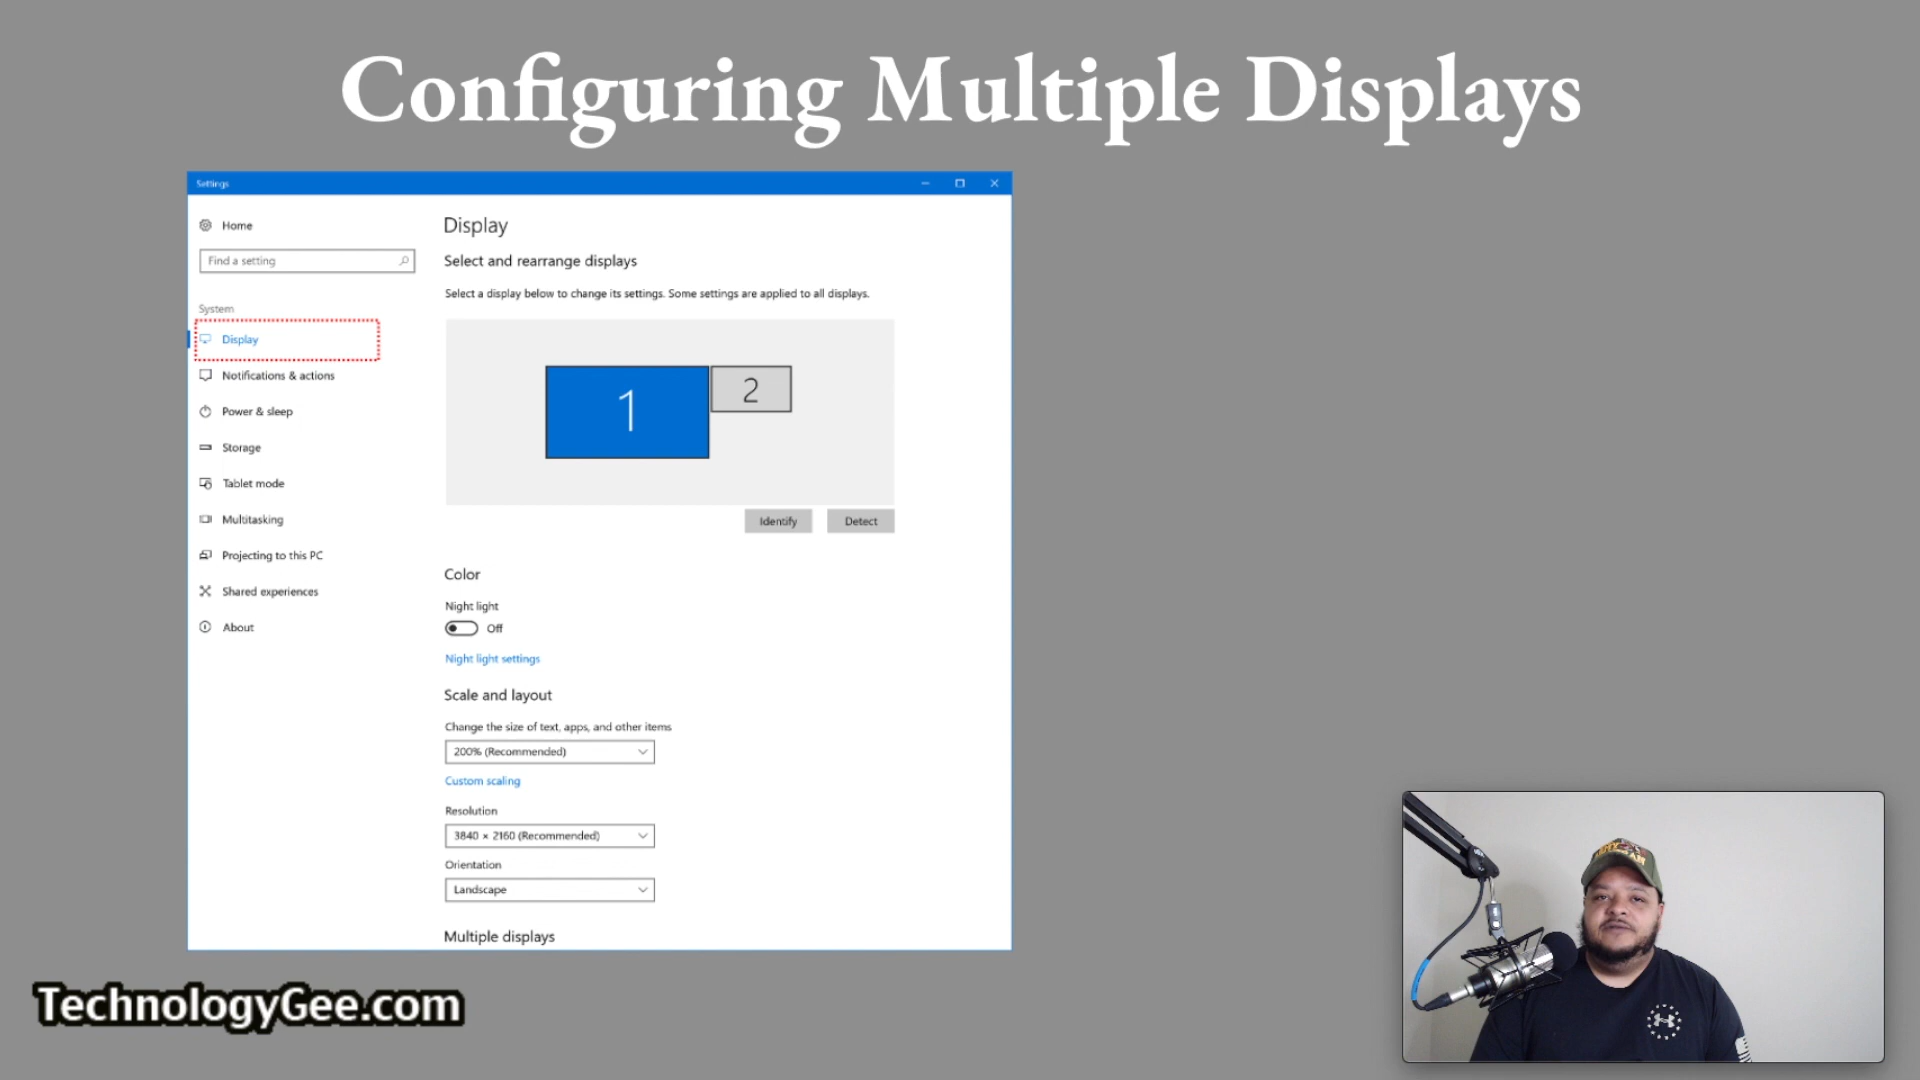 Configuring Multiple Displays
Settings
Home
Find a setting
System
Display
Notifications & actions
Power & sleep
Storage
Tablet mode
Multitasking
Projecting to this PC
Shared experiences
About
Display
Select and rearrange displays
Select a display below to change its settings. Some settings are applied to all displays.
1
2
Identify
Detect
Color
Night light
Off
Night light settings
Scale and layout
Change the size of text, apps, and other items
200% (Recommended)
Custom scaling
Resolution
3840 × 2160 (Recommended)
Orientation
Landscape
Multiple displays
TechnologyGee.com